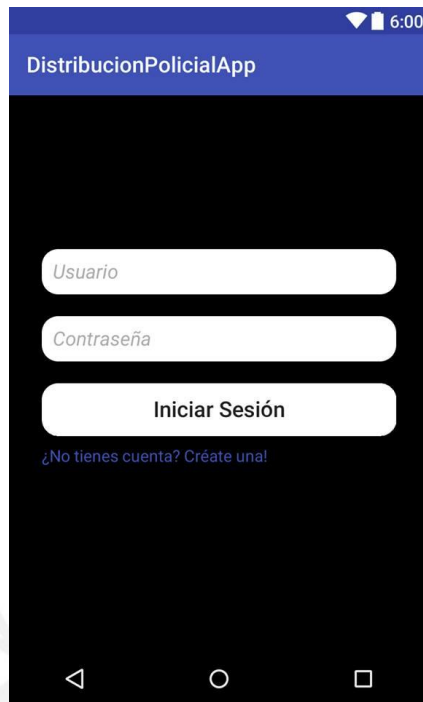 6:00
DistribucionPolicialApp
Usuario
Contraseña
Iniciar Sesión
¿No tienes cuenta? Créate una!